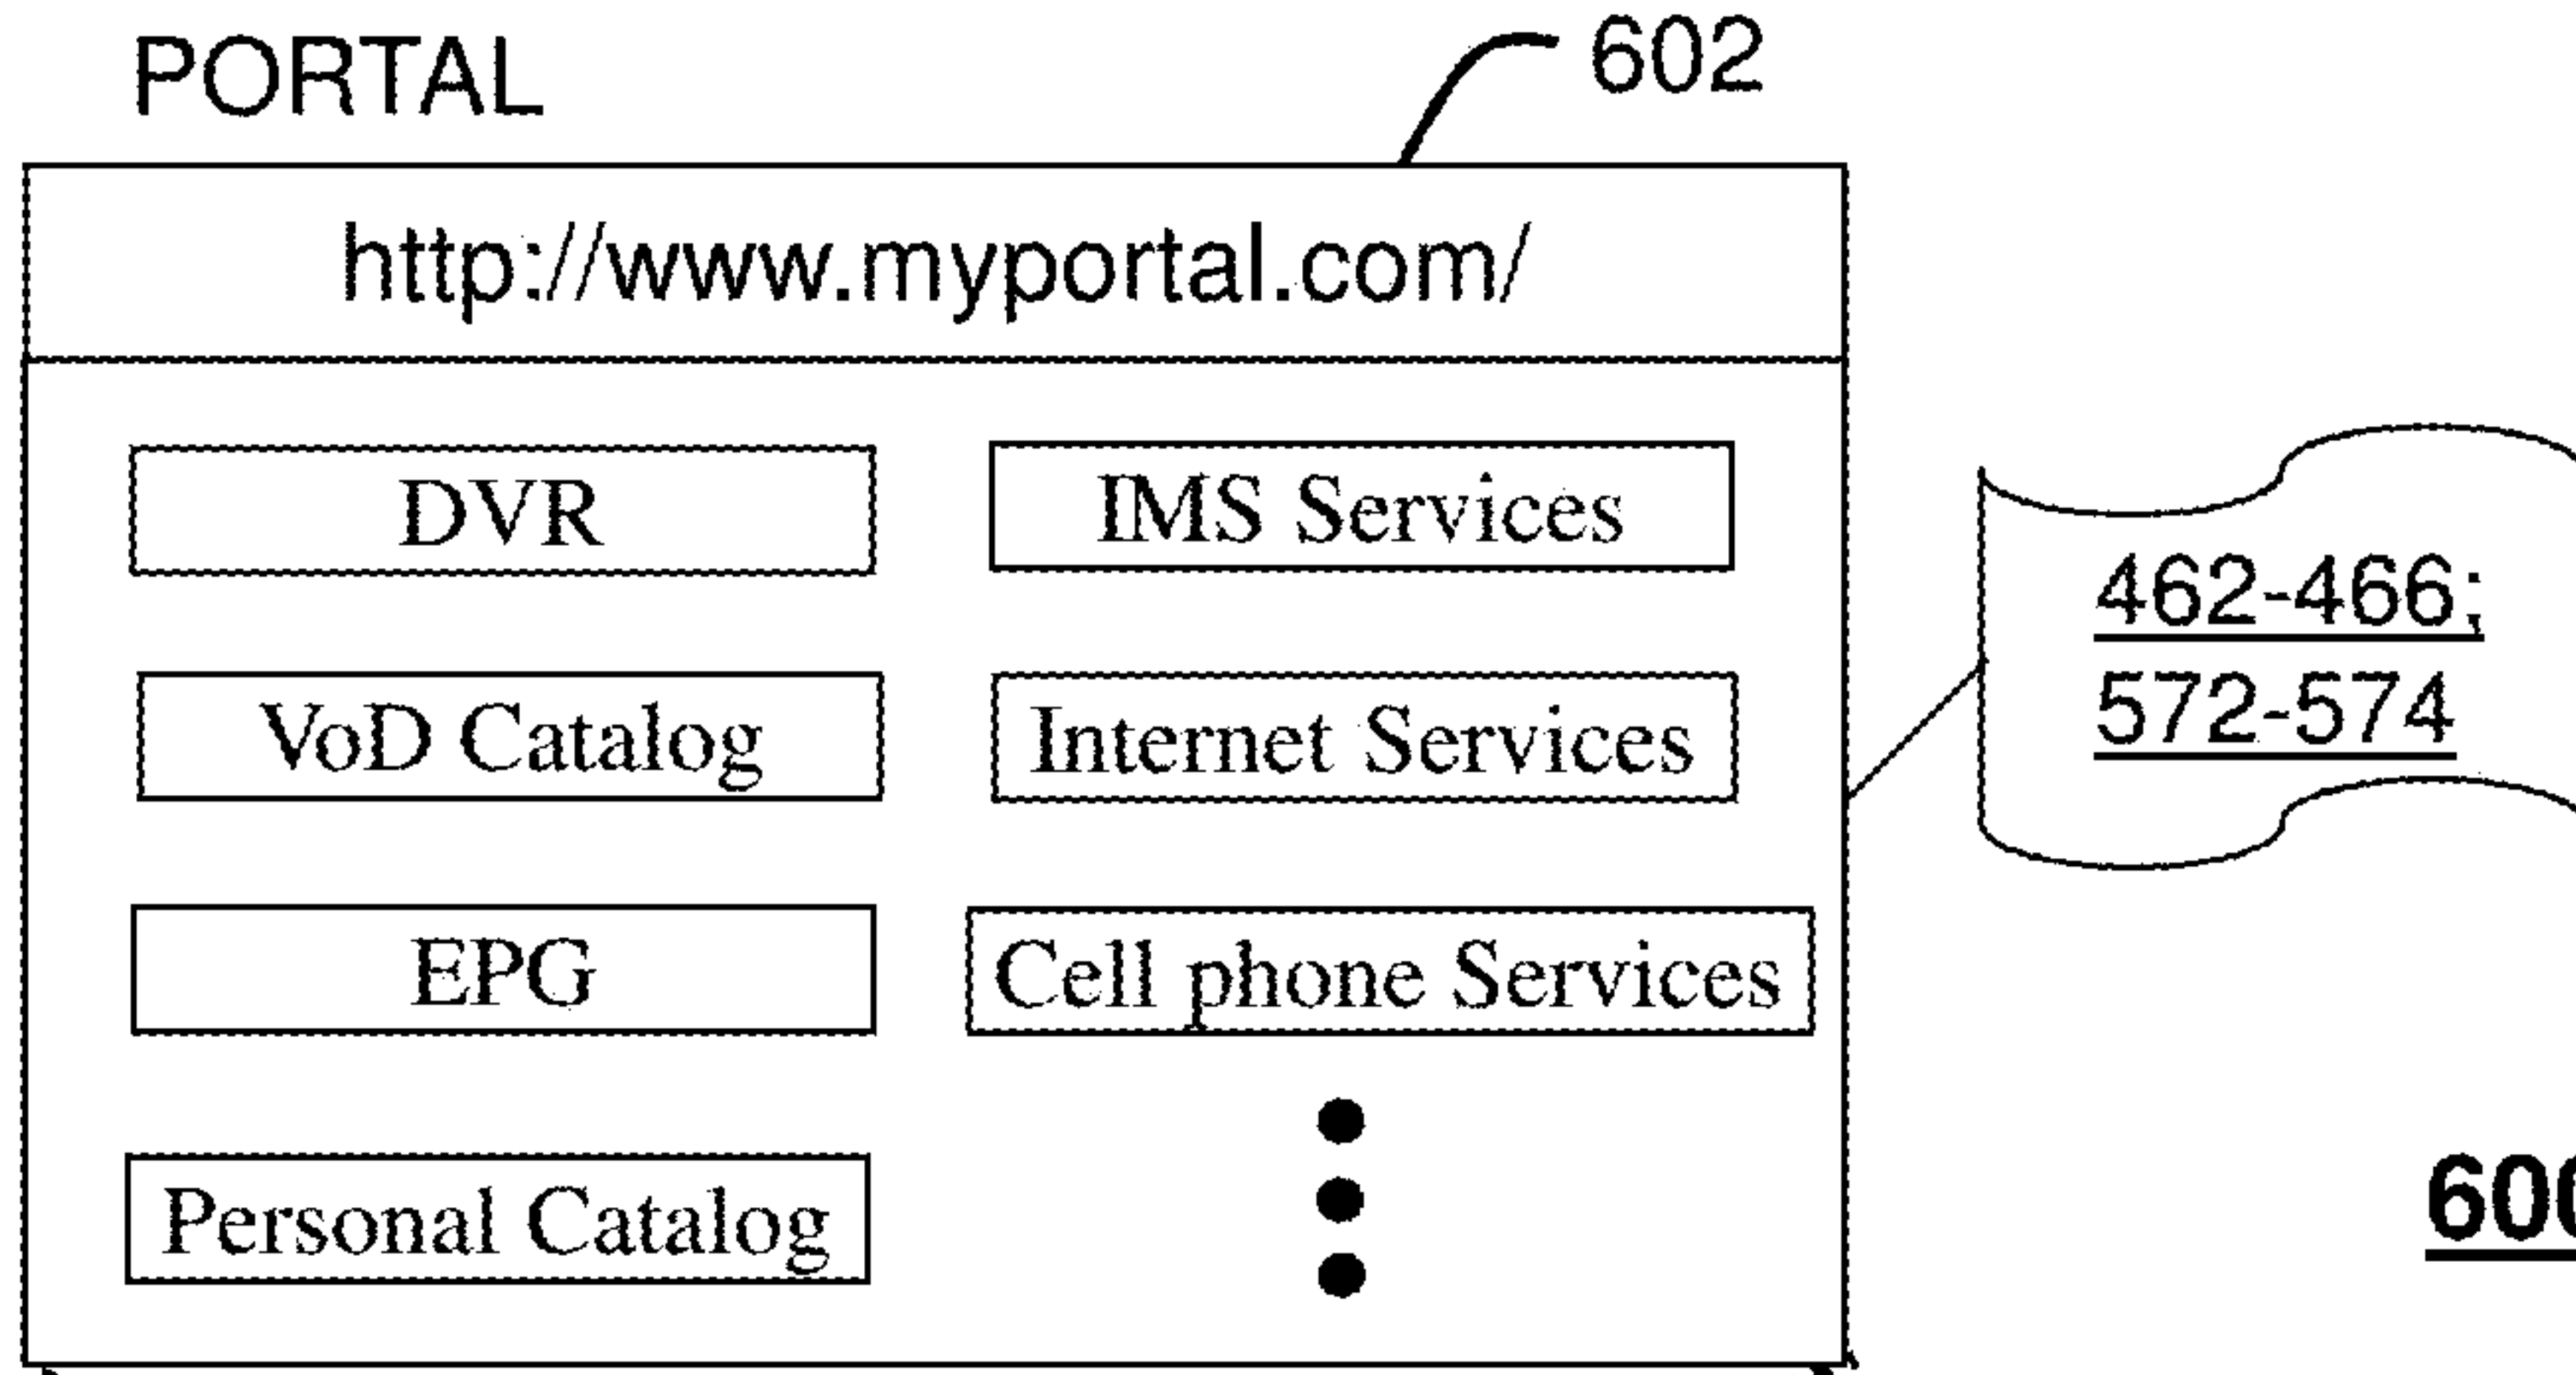 PORTAL
602
http://www.myportal.com/
DVR
IMS Services
VoD Catalog
Internet Services
EPG
Cell phone Services
Personal Catalog
462-466;
572-574